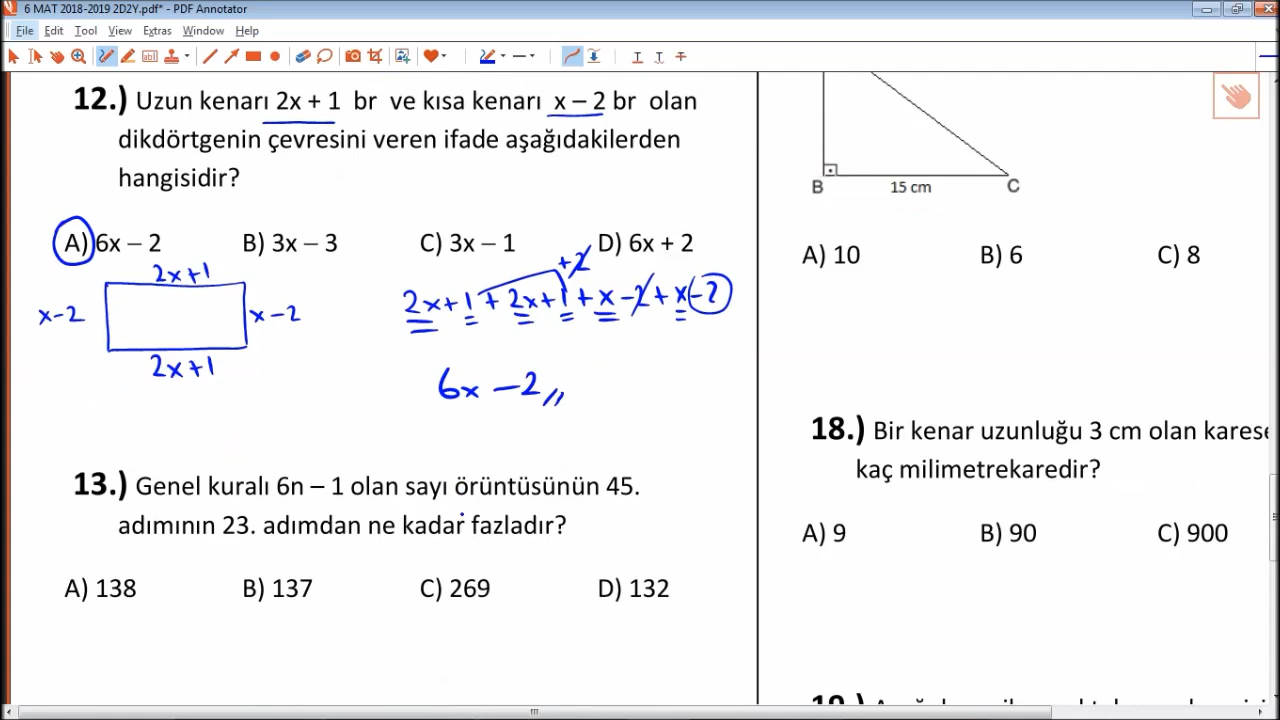 6 MAT 2018-2019 2D2Y.pdf* - PDF Annotator
File Edit Tool View Extras Window Help
12.) Uzun kenarı 2x + 1 br ve kısa kenarı x – 2 br olan
dikdörtgenin çevresini veren ifade aşağıdakilerden
hangisidir?
A) 6x – 2 B) 3x – 3 C) 3x – 1 D) 6x + 2
2x+1
x-2
x-2
2x+1
+2
2x+1+2x+1+x-2+x-2
6x -2
13.) Genel kuralı 6n – 1 olan sayı örüntüsünün 45.
adımının 23. adımdan ne kadar fazladır?
A) 138 B) 137 C) 269 D) 132
B 15 cm C
A) 10 B) 6 C) 8
18.) Bir kenar uzunluğu 3 cm olan karese
kaç milimetrekaredir?
A) 9 B) 90 C) 900